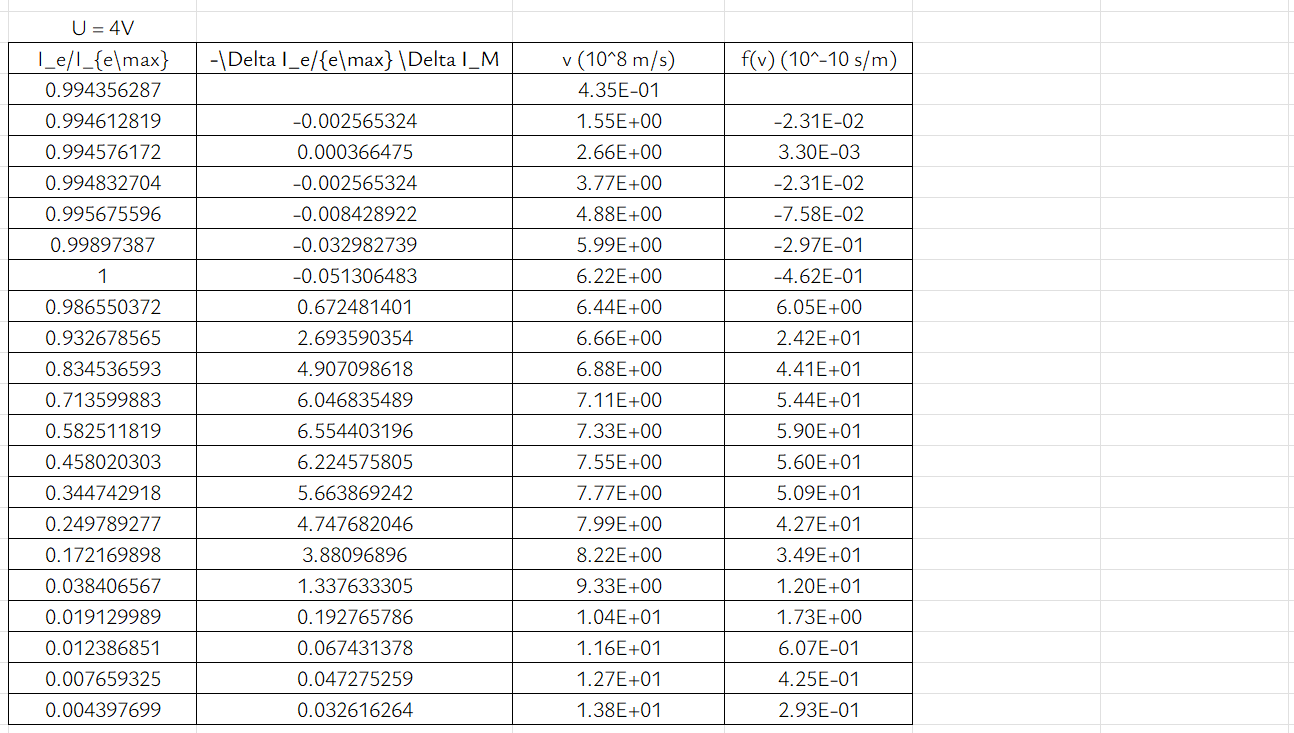 U = 4V
I_e/I_{e\max} -\Delta I_e/{e\max} \Delta I_M v (10^8 m/s) f(v) (10^-10 s/m)
0.994356287 4.35E-01
0.994612819 -0.002565324 1.55E+00 -2.31E-02
0.994576172 0.000366475 2.66E+00 3.30E-03
0.994832704 -0.002565324 3.77E+00 -2.31E-02
0.995675596 -0.008428922 4.88E+00 -7.58E-02
0.99897387 -0.032982739 5.99E+00 -2.97E-01
1 -0.051306483 6.22E+00 -4.62E-01
0.986550372 0.672481401 6.44E+00 6.05E+00
0.932678565 2.693590354 6.66E+00 2.42E+01
0.834536593 4.907098618 6.88E+00 4.41E+01
0.713599883 6.046835489 7.11E+00 5.44E+01
0.582511819 6.554403196 7.33E+00 5.90E+01
0.458020303 6.224575805 7.55E+00 5.60E+01
0.344742918 5.663869242 7.77E+00 5.09E+01
0.249789277 4.747682046 7.99E+00 4.27E+01
0.172169898 3.88096896 8.22E+00 3.49E+01
0.038406567 1.337633305 9.33E+00 1.20E+01
0.019129989 0.192765786 1.04E+01 1.73E+00
0.012386851 0.067431378 1.16E+01 6.07E-01
0.007659325 0.047275259 1.27E+01 4.25E-01
0.004397699 0.032616264 1.38E+01 2.93E-01